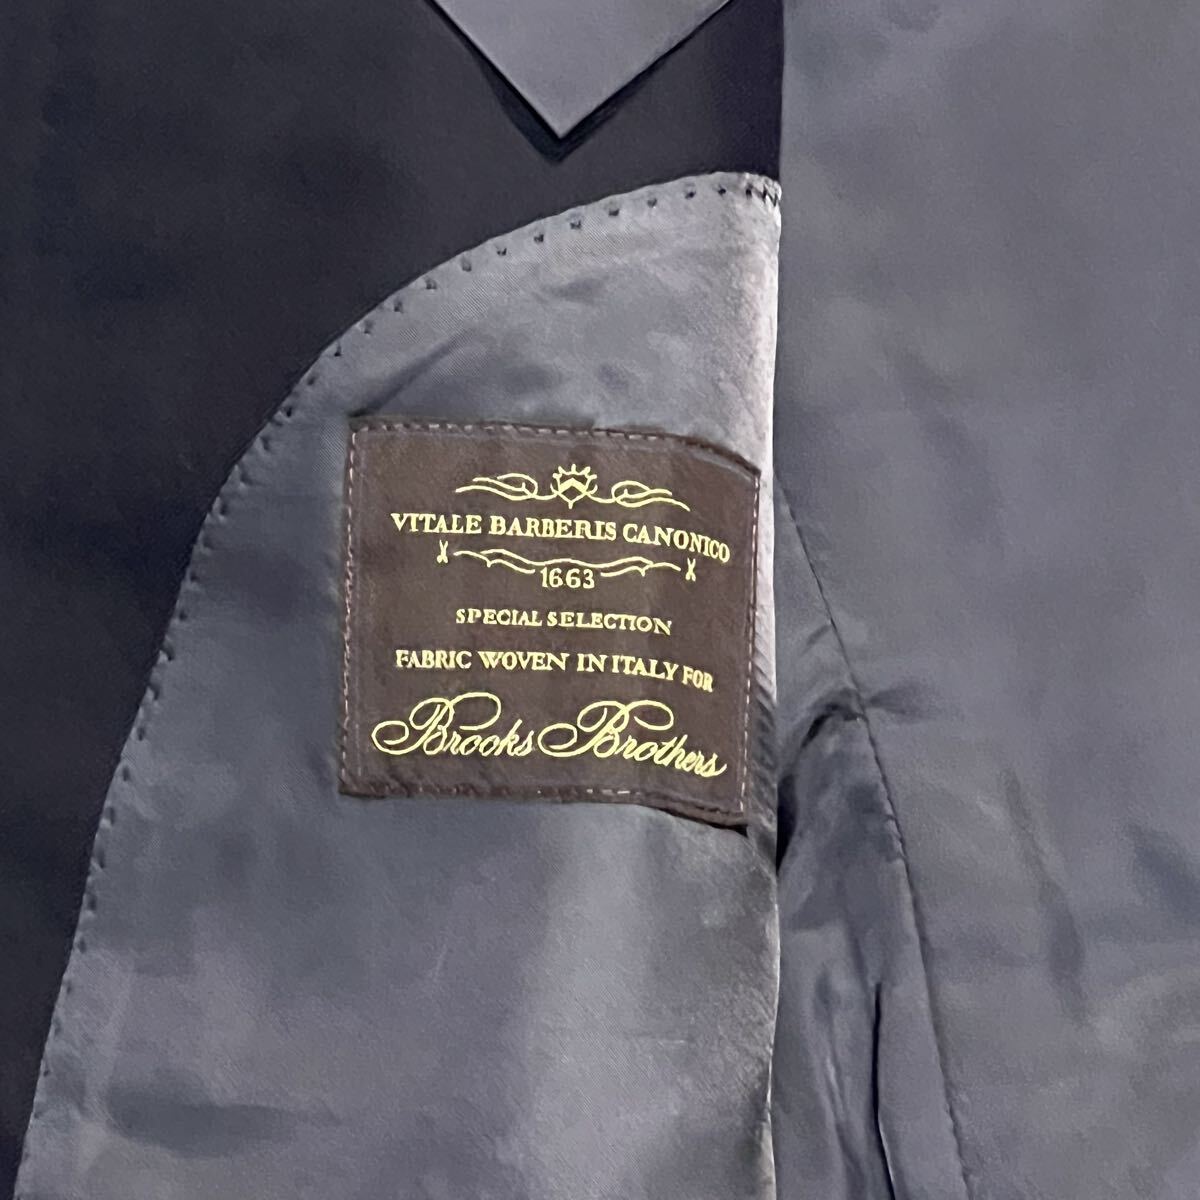 VITALE BARBERIS CANONICO
1663
SPECIAL SELECTION
FABRIC WOVEN IN ITALY FOR
Brooks Brothers